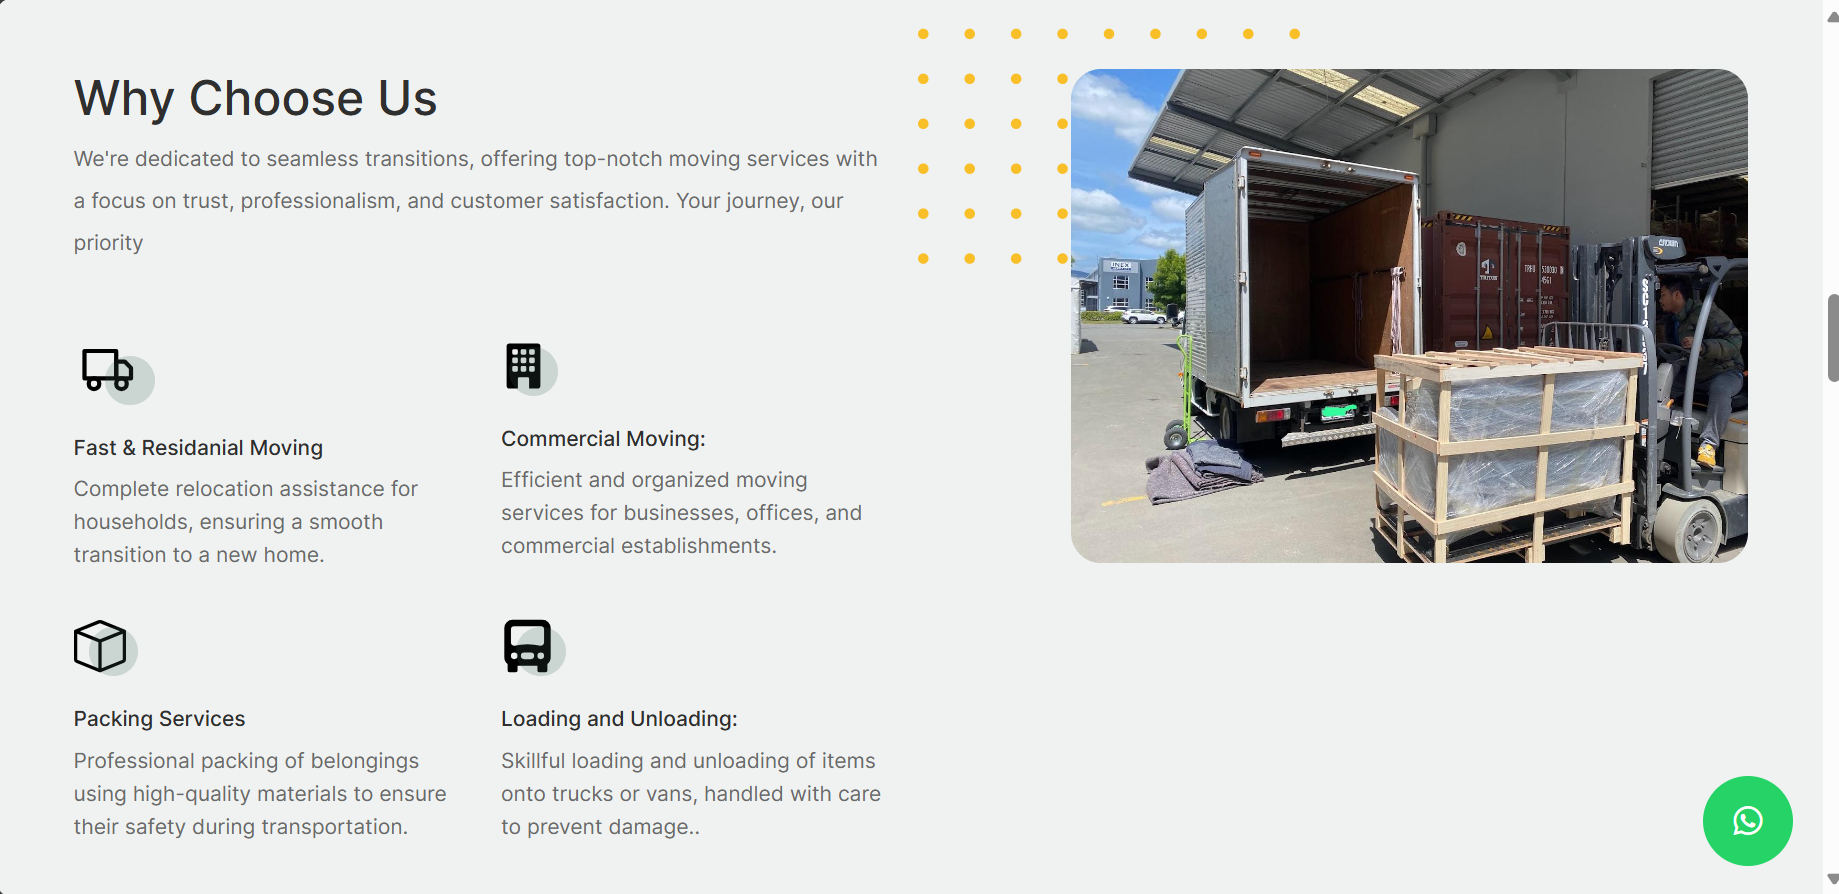 Why Choose Us
We're dedicated to seamless transitions, offering top-notch moving services with
a focus on trust, professionalism, and customer satisfaction. Your journey, our
priority
Fast & Residanial Moving
Complete relocation assistance for
households, ensuring a smooth
transition to a new home.
Commercial Moving:
Efficient and organized moving
services for businesses, offices, and
commercial establishments.
Packing Services
Professional packing of belongings
using high-quality materials to ensure
their safety during transportation.
Loading and Unloading:
Skillful loading and unloading of items
onto trucks or vans, handled with care
to prevent damage..
INEX
CROWN